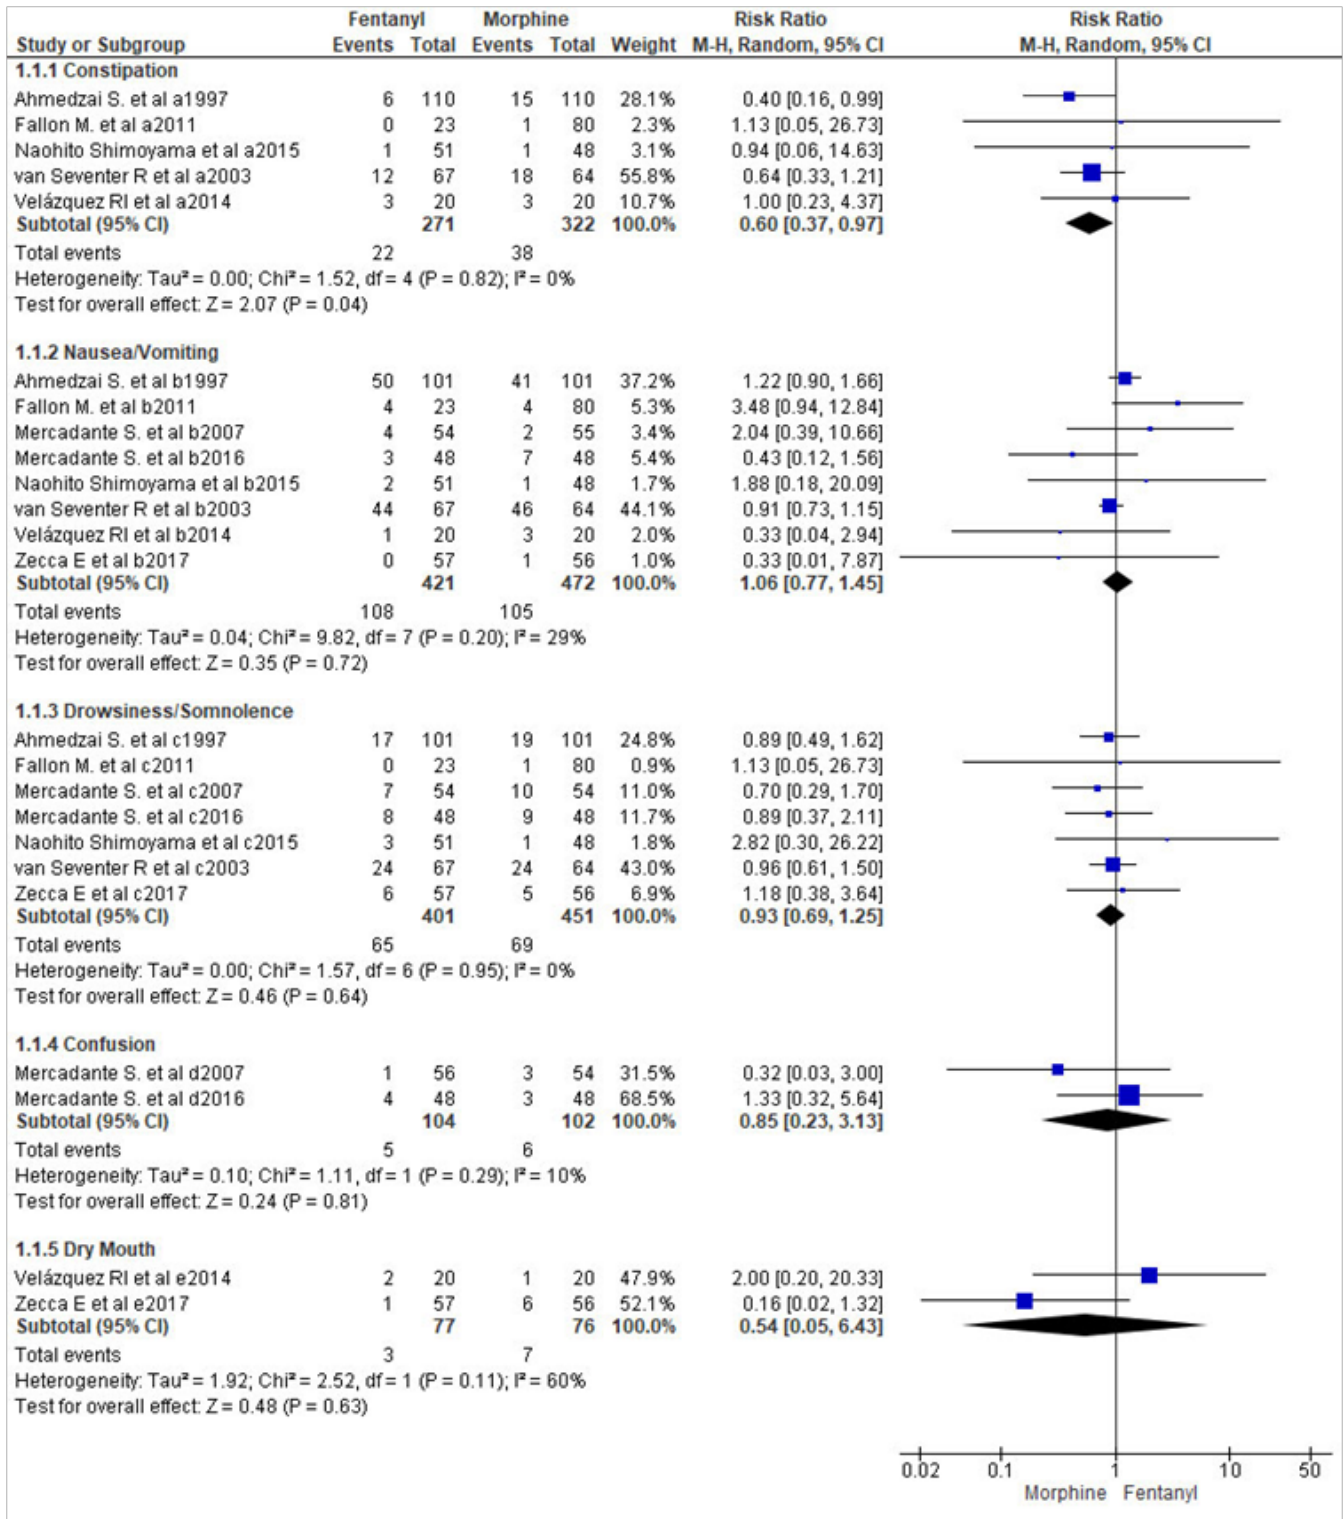 Fentanyl Morphine Risk Ratio Risk Ratio
Study or Subgroup Events Total Events Total Weight M-H, Random, 95% CI M-H, Random, 95% CI
1.1.1 Constipation
Ahmedzai S. et al a1997 6 110 15 110 28.1% 0.40 [0.16, 0.99]
Fallon M. et al a2011 0 23 1 80 2.3% 1.13 [0.05, 26.73]
Naohito Shimoyama et al a2015 1 51 1 48 3.1% 0.94 [0.06, 14.63]
van Seventer R et al a2003 12 67 18 64 55.8% 0.64 [0.33, 1.21]
Velázquez RI et al a2014 3 20 3 20 10.7% 1.00 [0.23, 4.37]
Subtotal (95% CI) 271 322 100.0% 0.60 [0.37, 0.97]
Total events 22 38
Heterogeneity: Tau² = 0.00; Chi² = 1.52, df = 4 (P = 0.82); I² = 0%
Test for overall effect: Z = 2.07 (P = 0.04)
1.1.2 Nausea/Vomiting
Ahmedzai S. et al b1997 50 101 41 101 37.2% 1.22 [0.90, 1.66]
Fallon M. et al b2011 4 23 4 80 5.3% 3.48 [0.94, 12.84]
Mercadante S. et al b2007 4 54 2 55 3.4% 2.04 [0.39, 10.66]
Mercadante S. et al b2016 3 48 7 48 5.4% 0.43 [0.12, 1.56]
Naohito Shimoyama et al b2015 2 51 1 48 1.7% 1.88 [0.18, 20.09]
van Seventer R et al b2003 44 67 46 64 44.1% 0.91 [0.73, 1.15]
Velázquez RI et al b2014 1 20 3 20 2.0% 0.33 [0.04, 2.94]
Zecca E et al b2017 0 57 1 56 1.0% 0.33 [0.01, 7.87]
Subtotal (95% CI) 421 472 100.0% 1.06 [0.77, 1.45]
Total events 108 105
Heterogeneity: Tau² = 0.04; Chi² = 9.82, df = 7 (P = 0.20); I² = 29%
Test for overall effect: Z = 0.35 (P = 0.72)
1.1.3 Drowsiness/Somnolence
Ahmedzai S. et al c1997 17 101 19 101 24.8% 0.89 [0.49, 1.62]
Fallon M. et al c2011 0 23 1 80 0.9% 1.13 [0.05, 26.73]
Mercadante S. et al c2007 7 54 10 54 11.0% 0.70 [0.29, 1.70]
Mercadante S. et al c2016 8 48 9 48 11.7% 0.89 [0.37, 2.11]
Naohito Shimoyama et al c2015 3 51 1 48 1.8% 2.82 [0.30, 26.22]
van Seventer R et al c2003 24 67 24 64 43.0% 0.96 [0.61, 1.50]
Zecca E et al c2017 6 57 5 56 6.9% 1.18 [0.38, 3.64]
Subtotal (95% CI) 401 451 100.0% 0.93 [0.69, 1.25]
Total events 65 69
Heterogeneity: Tau² = 0.00; Chi² = 1.57, df = 6 (P = 0.95); I² = 0%
Test for overall effect: Z = 0.46 (P = 0.64)
1.1.4 Confusion
Mercadante S. et al d2007 1 56 3 54 31.5% 0.32 [0.03, 3.00]
Mercadante S. et al d2016 4 48 3 48 68.5% 1.33 [0.32, 5.64]
Subtotal (95% CI) 104 102 100.0% 0.85 [0.23, 3.13]
Total events 5 6
Heterogeneity: Tau² = 0.10; Chi² = 1.11, df = 1 (P = 0.29); I² = 10%
Test for overall effect: Z = 0.24 (P = 0.81)
1.1.5 Dry Mouth
Velázquez RI et al e2014 2 20 1 20 47.9% 2.00 [0.20, 20.33]
Zecca E et al e2017 1 57 6 56 52.1% 0.16 [0.02, 1.32]
Subtotal (95% CI) 77 76 100.0% 0.54 [0.05, 6.43]
Total events 3 7
Heterogeneity: Tau² = 1.92; Chi² = 2.52, df = 1 (P = 0.11); I² = 60%
Test for overall effect: Z = 0.48 (P = 0.63)
0.02 0.1 1 10 50
Morphine Fentanyl